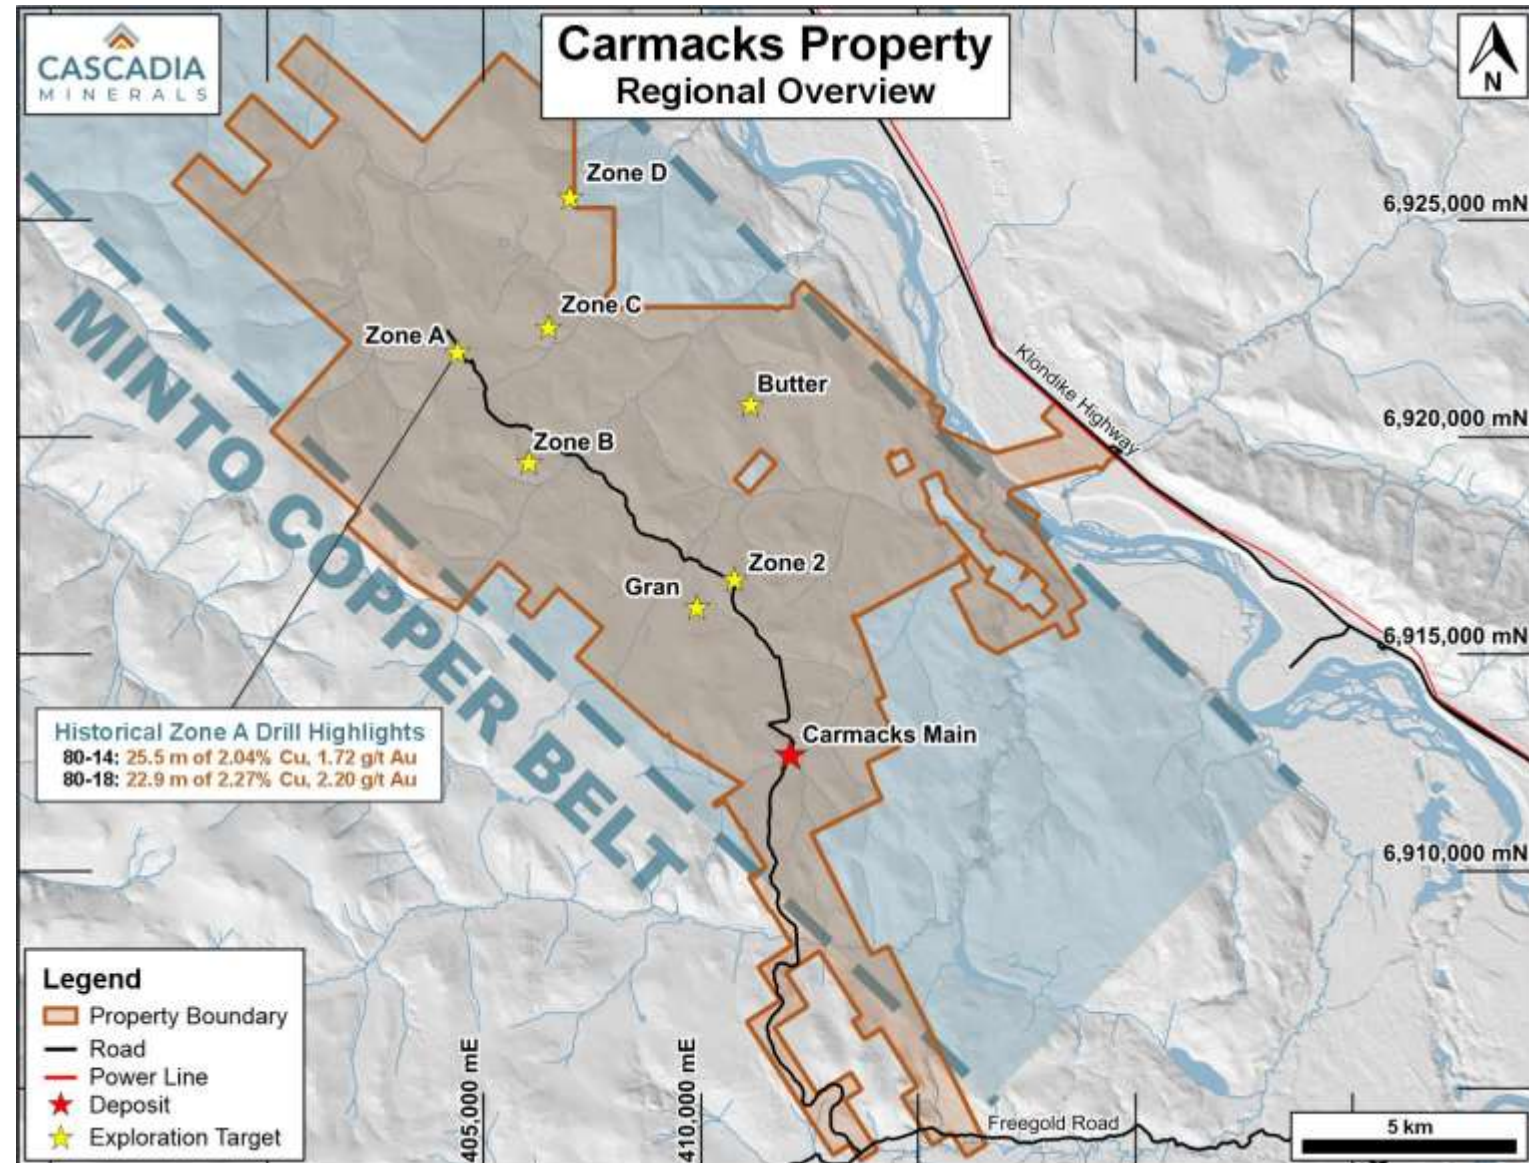 CASCADIA
MINERALS
Carmacks Property
Regional Overview
N
Zone D
6,925,000 mN
Zone C
Zone A
Klondike Highway
Butter
6,920,000 mN
Zone B
MINTO COPPER BELT
Zone 2
Gran
6,915,000 mN
Historical Zone A Drill Highlights
80-14: 25.5 m of 2.04% Cu, 1.72 g/t Au
80-18: 22.9 m of 2.27% Cu, 2.20 g/t Au
Carmacks Main
6,910,000 mN
Legend
Property Boundary
Road
Power Line
Deposit
Exploration Target
405,000 mE
410,000 mE
Freegold Road
5 km